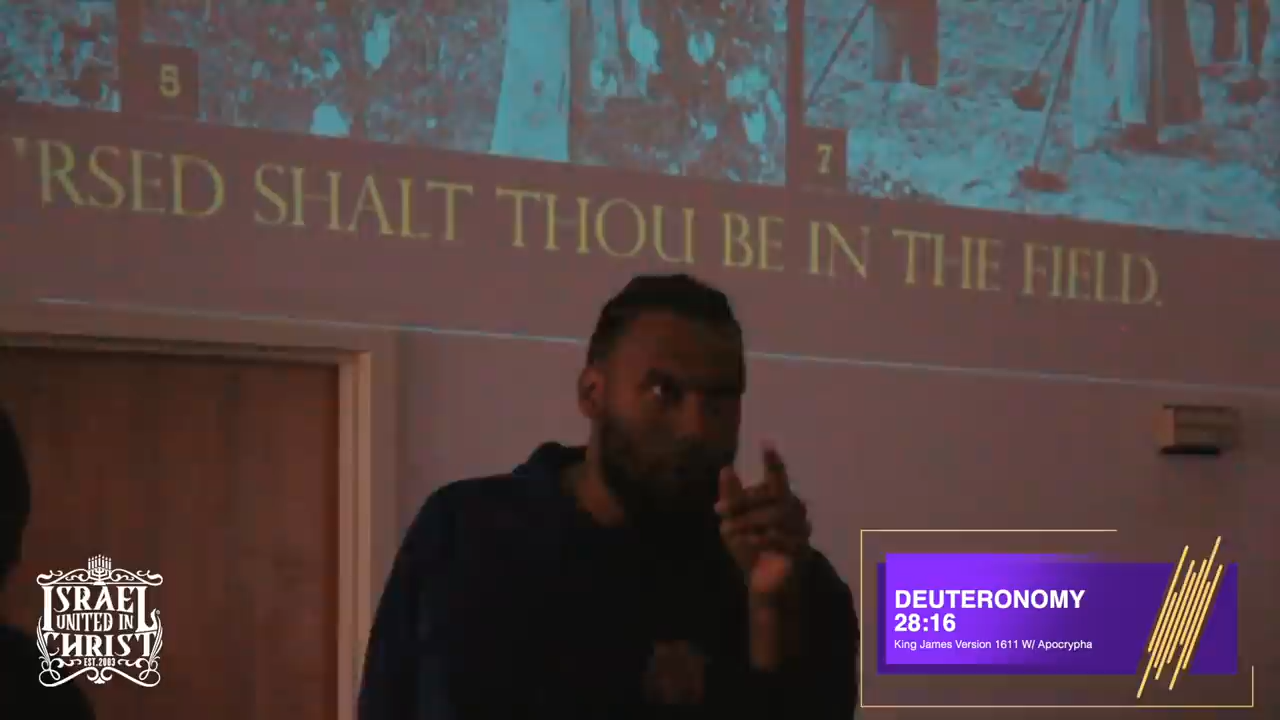 5
7
'RSED SHALT THOU BE IN THE FIELD.
ISRAEL
UNITED IN
CHRIST
EST. 2003
DEUTERONOMY
28:16
King James Version 1611 W/ Apocrypha